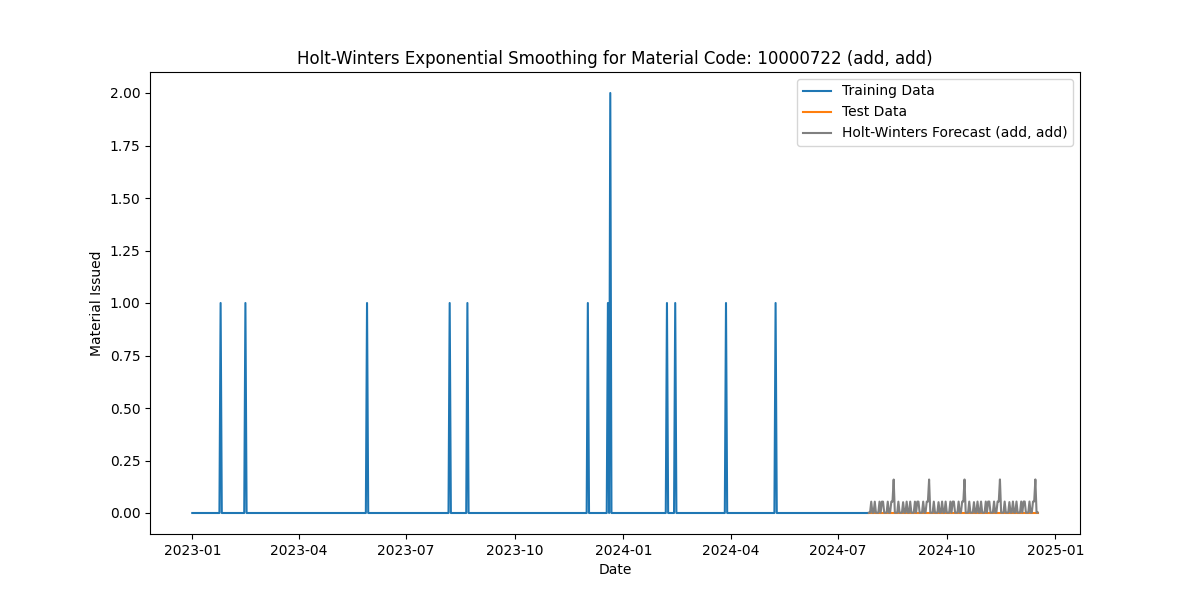 Holt-Winters Exponential Smoothing for Material Code: 10000722 (add, add)
Training Data
Test Data
Holt-Winters Forecast (add, add)
2.00
1.75
1.50
1.25
1.00
0.75
0.50
0.25
0.00
Material Issued
2023-01 2023-04 2023-07 2023-10 2024-01 2024-04 2024-07 2024-10 2025-01
Date